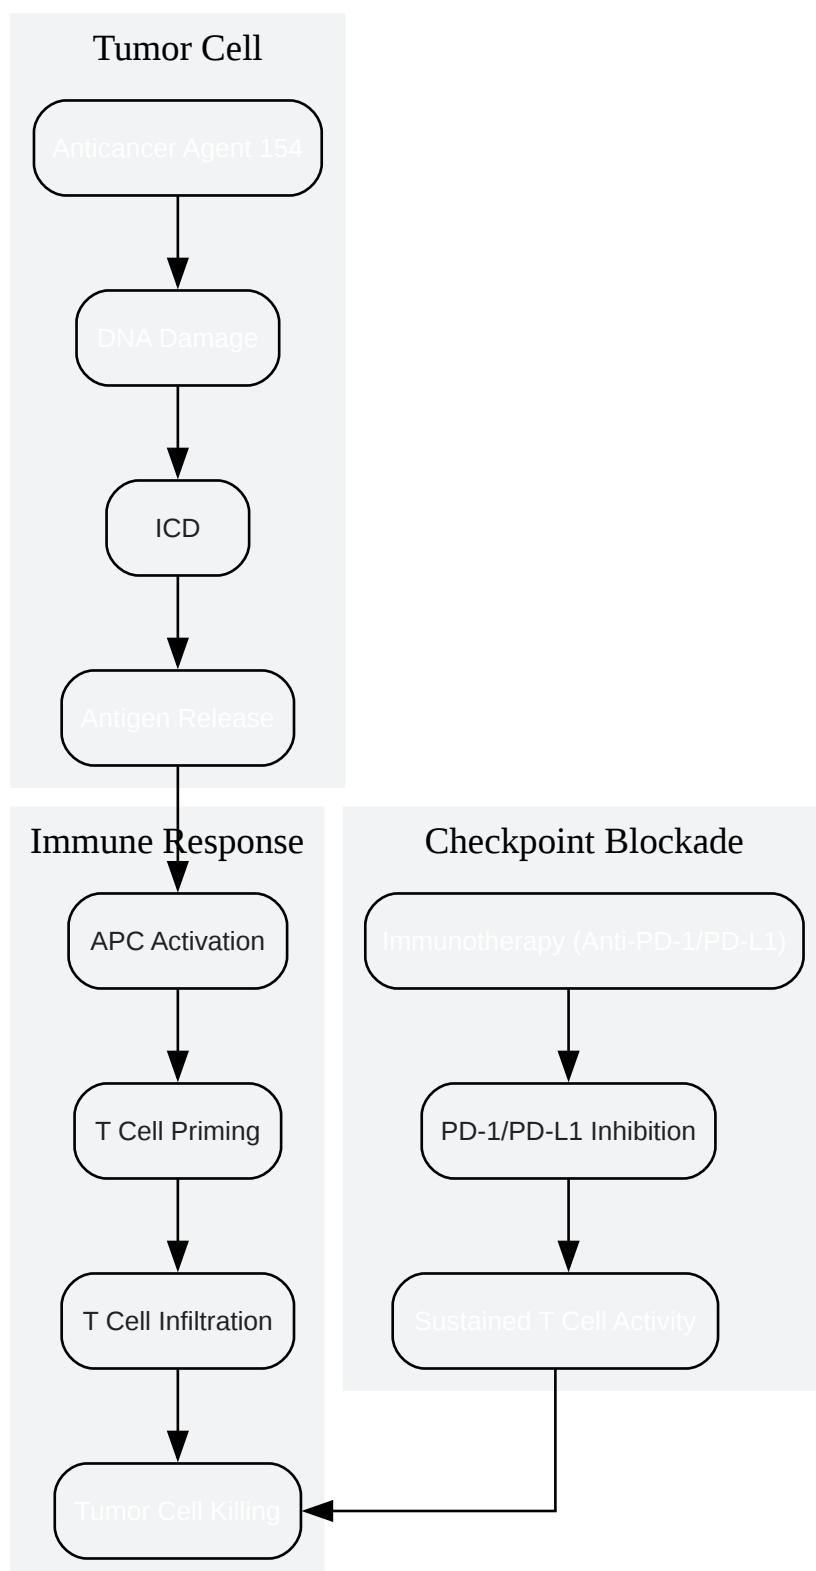 Tumor Cell
Anticancer Agent 154
DNA Damage
ICD
Antigen Release
Immune Response
APC Activation
T Cell Priming
T Cell Infiltration
Tumor Cell Killing
Checkpoint Blockade
Immunotherapy (Anti-PD-1/PD-L1)
PD-1/PD-L1 Inhibition
Sustained T Cell Activity